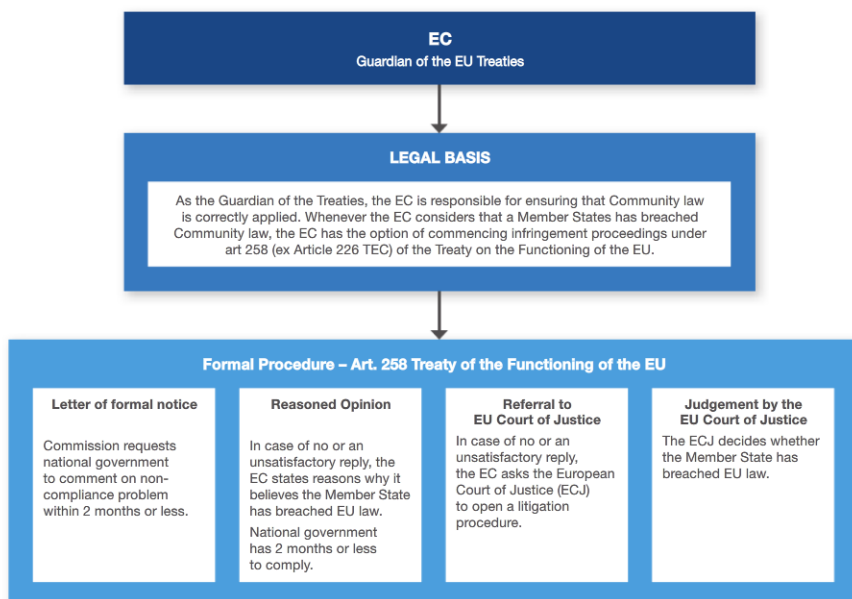 EC
Guardian of the EU Treaties
LEGAL BASIS
As the Guardian of the Treaties, the EC is responsible for ensuring that Community law
is correctly applied. Whenever the EC considers that a Member States has breached
Community law, the EC has the option of commencing infringement proceedings under
art 258 (ex Article 226 TEC) of the Treaty on the Functioning of the EU.
Formal Procedure – Art. 258 Treaty of the Functioning of the EU
Letter of formal notice
Commission requests
national government
to comment on non-
compliance problem
within 2 months or less.
Reasoned Opinion
In case of no or an
unsatisfactory reply, the
EC states reasons why it
believes the Member State
has breached EU law.
National government
has 2 months or less
to comply.
Referral to
EU Court of Justice
In case of no or an
unsatisfactory reply,
the EC asks the European
Court of Justice (ECJ)
to open a litigation
procedure.
Judgement by the
EU Court of Justice
The ECJ decides whether
the Member State has
breached EU law.